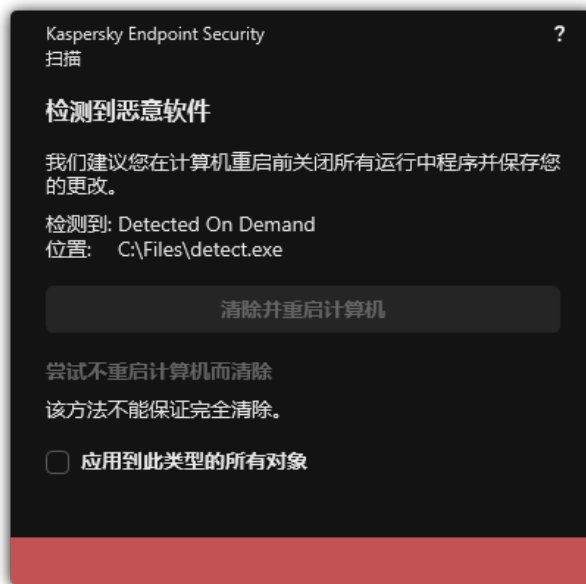 Kaspersky Endpoint Security
?
扫描
检测到恶意软件
我们建议您在计算机重启前关闭所有运行中程序并保存您
的更改。
检测到: Detected On Demand
位置: C:\Files\detect.exe
清除并重启计算机
尝试不重启计算机而清除
该方法不能保证完全清除。
应用到此类型的所有对象